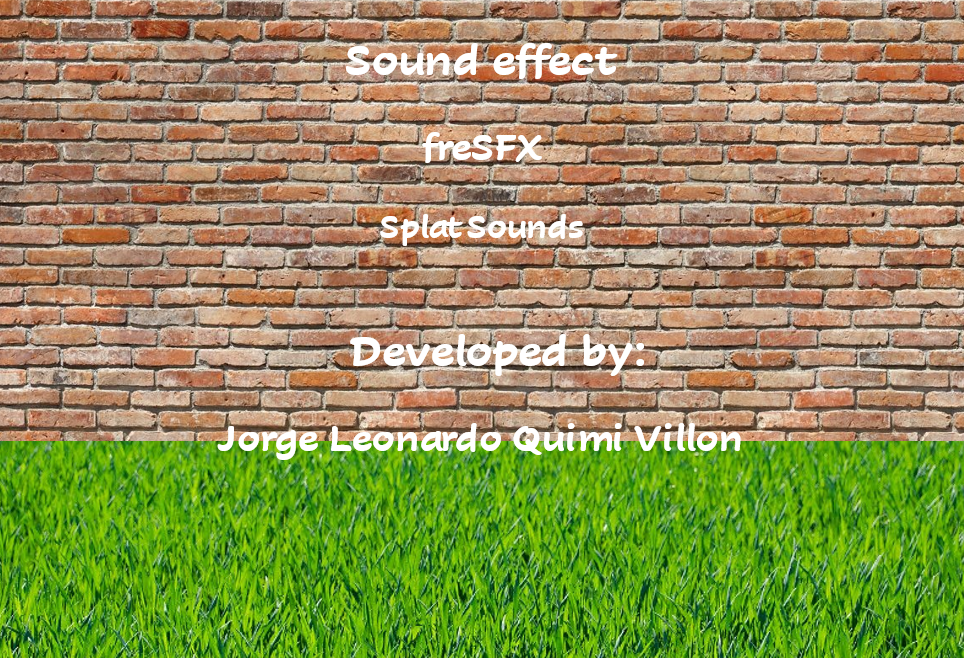 Sound effect
freSFX
Splat Sounds
Developed by:
Jorge Leonardo Quimi Villon